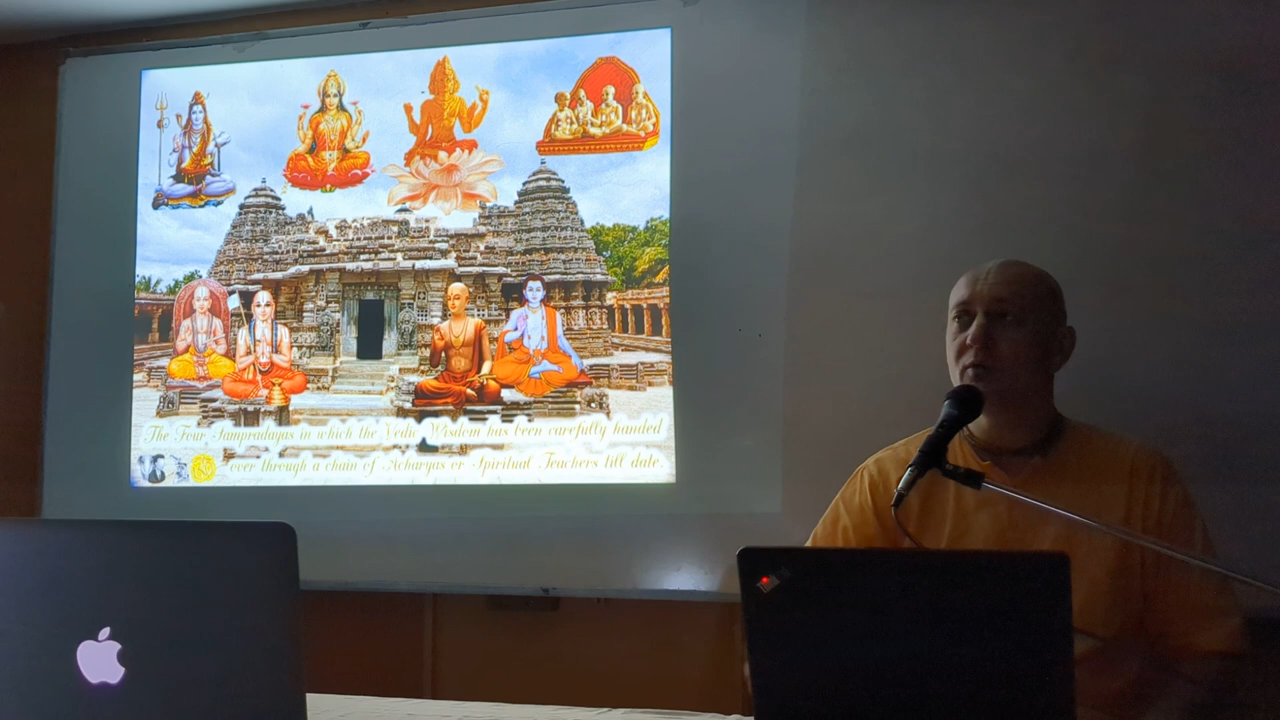 The Four Sampradayas in which the Vedic Wisdom has been carefully handed
over through a chain of Acharyas or Spiritual Teachers till date.